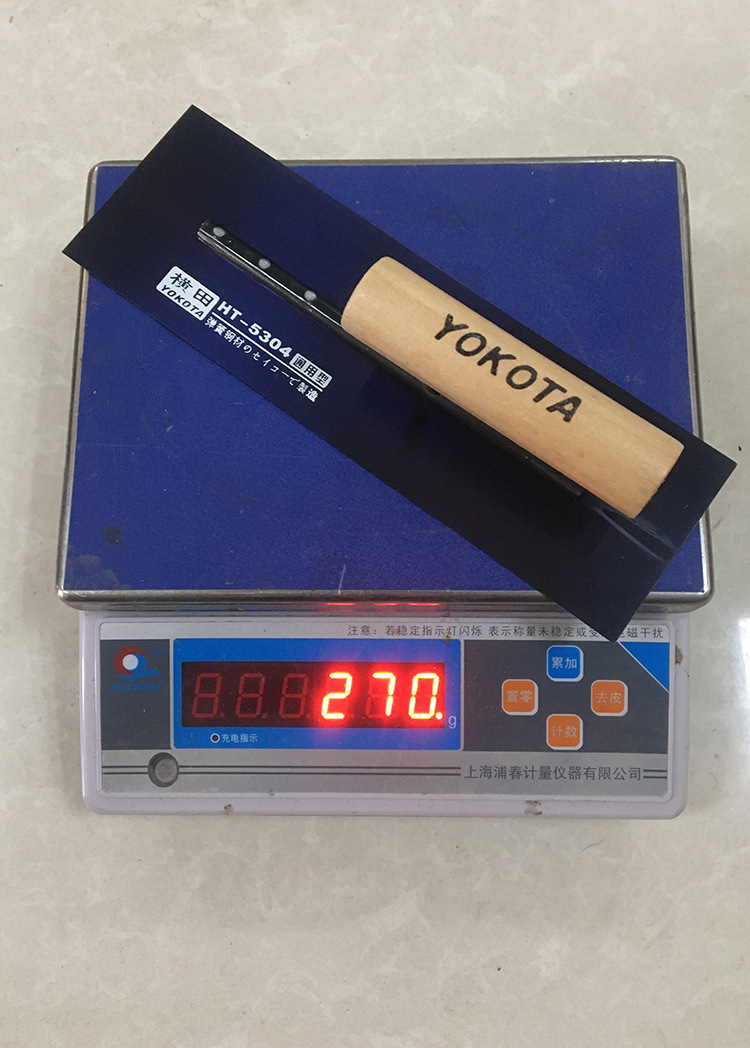 横田
YOKOTA
HT-5304 通用型
弹簧钢材のセイコーで製造
YOKOTA
注意：若稳定指示灯闪烁 表示称量未稳定或受电磁干扰
270.
g
充电指示
累加
置零
去皮
计数
上海浦春计量仪器有限公司